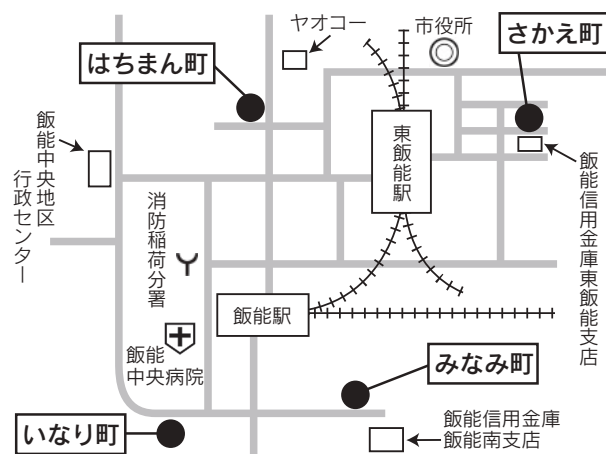 ヤオコー
市役所
さかえ町
はちまん町
飯能中央地区
行政センター
東飯能駅
飯能信用金庫東飯能支店
消防稲荷分署
飯能駅
飯能
中央病院
みなみ町
いなり町
飯能信用金庫
飯能南支店